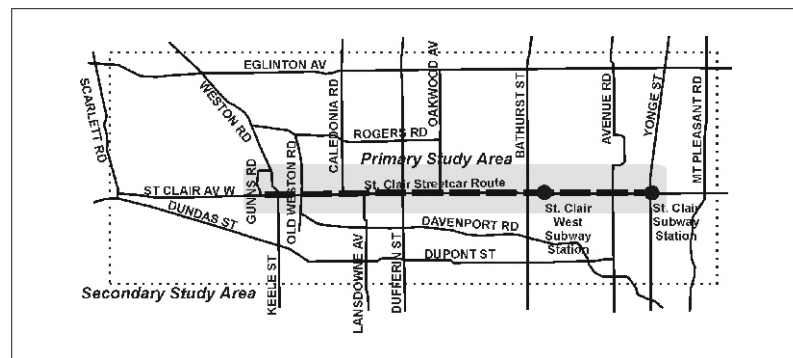 EGLINTON AV
SCARLETT RD
WESTON RD
CALEDONIA RD
OAKWOOD AV
BATHURST ST
AVENUE RD
YONGE ST
MT PLEASANT RD
ROGERS RD
Primary Study Area
GUNNS RD
OLD WESTON RD
ST CLAIR AV W
St. Clair Streetcar Route
DUNDAS ST
DAVENPORT RD
St. Clair
West
Subway
Station
St. Clair
Subway
Station
DUPONT ST
KEELE ST
LANSDOWNE AV
DUFFERIN ST
Secondary Study Area